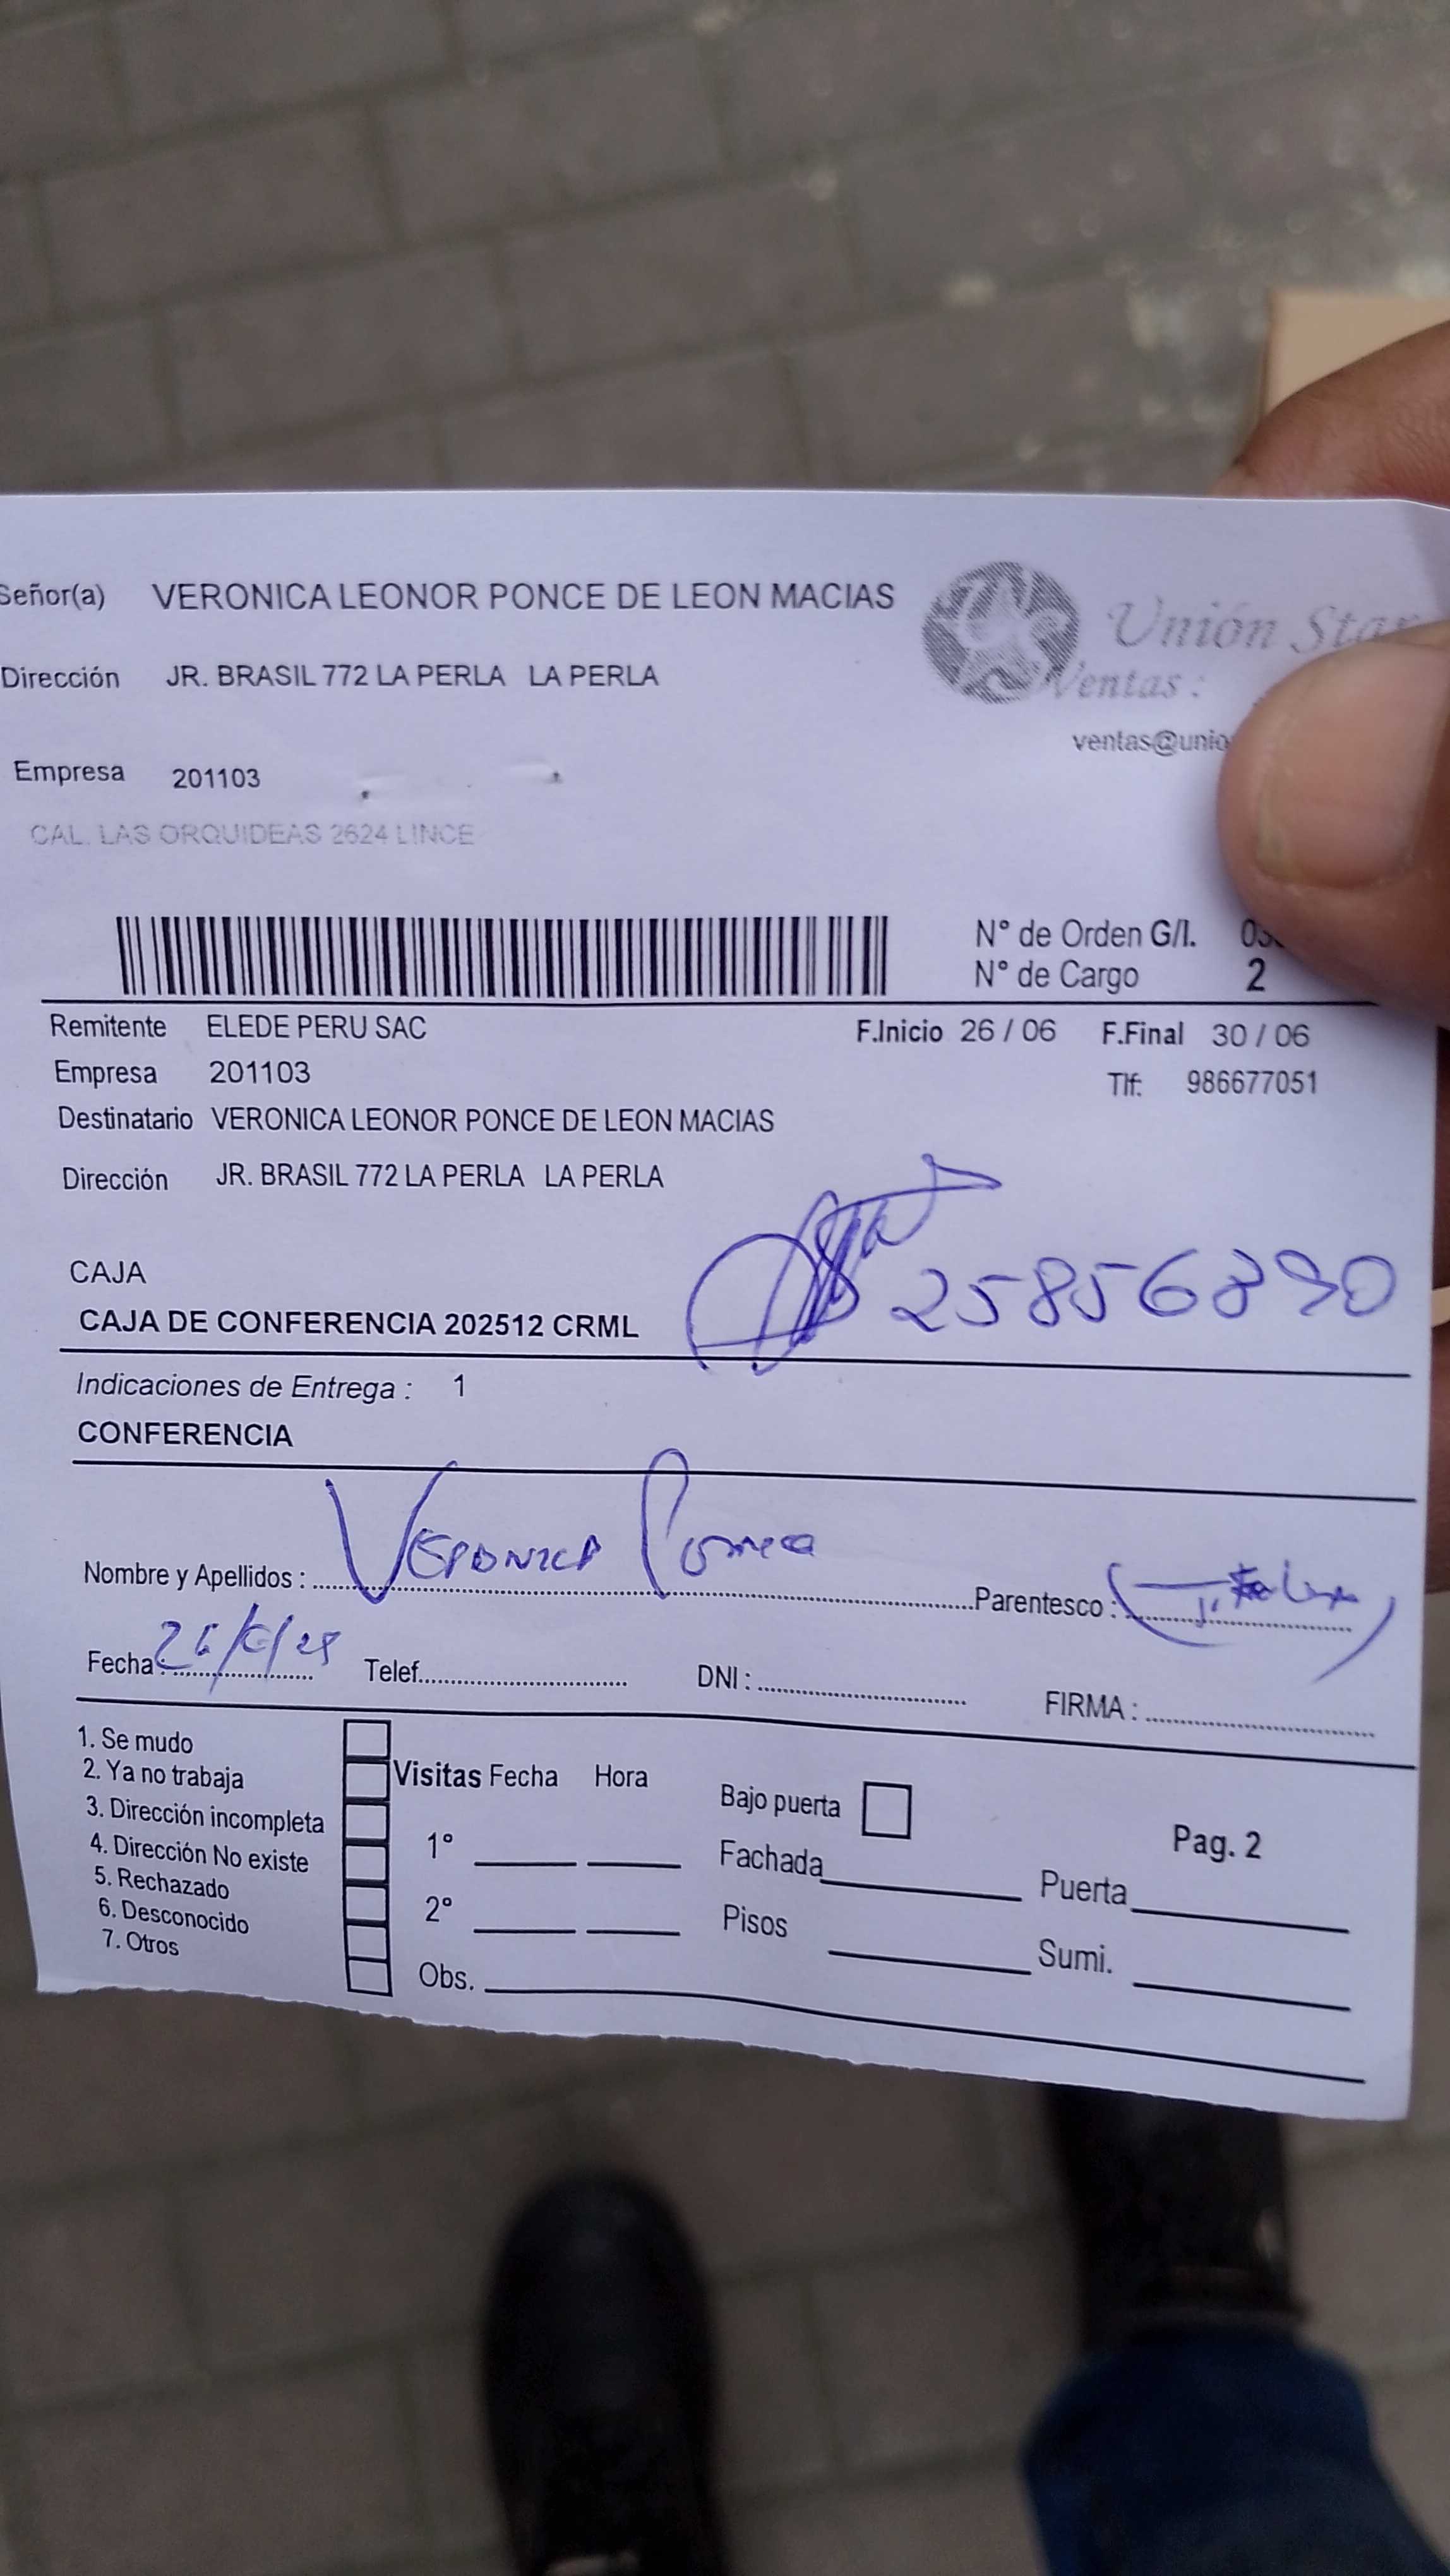 Señor(a) VERONICA LEONOR PONCE DE LEON MACIAS
Unión Star
Ventas :
Dirección JR. BRASIL 772 LA PERLA LA PERLA
ventas@unio
Empresa 201103
CAL. LAS ORQUIDEAS 2624 LINCE
N° de Orden G/I.
N° de Cargo 2
Remitente ELEDE PERU SAC F.Inicio 26 / 06 F.Final 30 / 06
Empresa 201103 Tlf: 986677051
Destinatario VERONICA LEONOR PONCE DE LEON MACIAS
Dirección JR. BRASIL 772 LA PERLA LA PERLA
25856890
CAJA
CAJA DE CONFERENCIA 202512 CRML
Indicaciones de Entrega : 1
CONFERENCIA
Nombre y Apellidos : VERONICA Ponce Parentesco :
Fecha : Telef. DNI : FIRMA :
1. Se mudo
2. Ya no trabaja
3. Dirección incompleta
4. Dirección No existe
5. Rechazado
6. Desconocido
7. Otros
Visitas Fecha Hora
1°
2°
Obs.
Bajo puerta
Fachada Puerta
Pisos Sumi.
Pag. 2